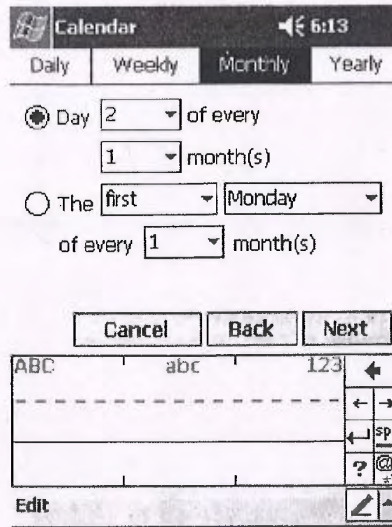 Calendar 6:13
Daily Weekly Monthly Yearly
Day 2 of every
1 month(s)
The first Monday
of every 1 month(s)
Cancel Back Next
ABC abc 123
sp
? @
Edit